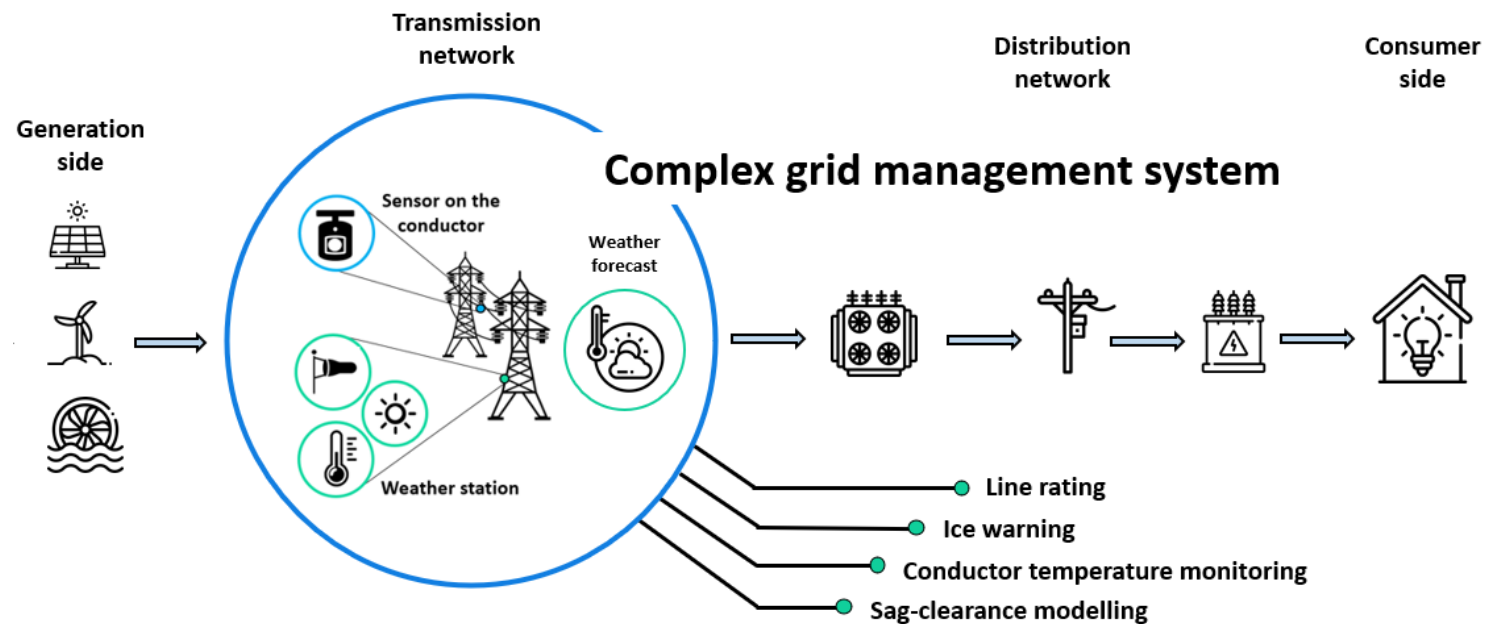 Transmission
network
Distribution
network
Consumer
side
Generation
side
Complex grid management system
Sensor on the
conductor
Weather
forecast
Weather station
Line rating
Ice warning
Conductor temperature monitoring
Sag-clearance modelling